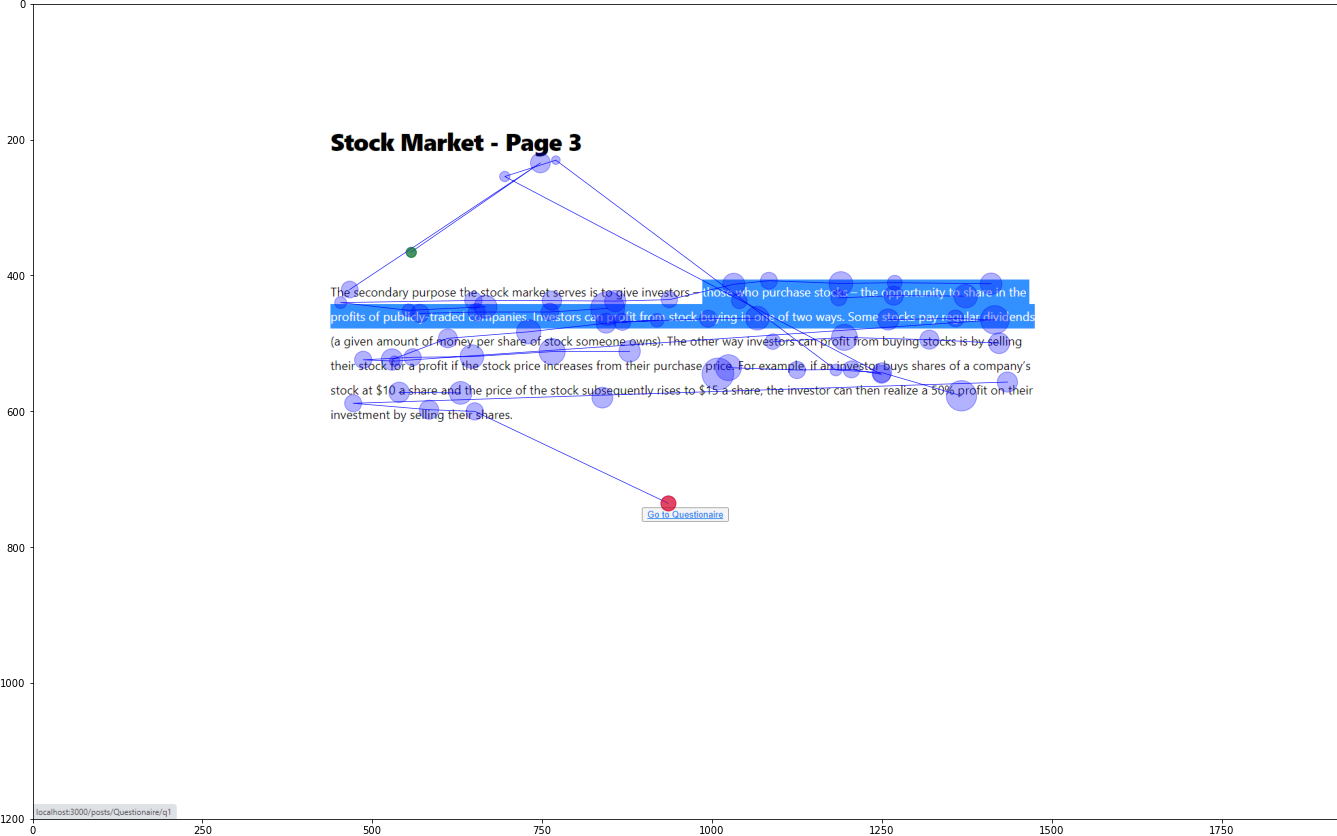 0
200
400
600
800
1000
1200
Stock Market - Page 3
The secondary purpose the stock market serves is to give investors – those who purchase stocks – the opportunity to share in the
profits of publicly-traded companies. Investors can profit from stock buying in one of two ways. Some stocks pay regular dividends
(a given amount of money per share of stock someone owns). The other way investors can profit from buying stocks is by selling
their stock for a profit if the stock price increases from their purchase price. For example, if an investor buys shares of a company's
stock at $10 a share and the price of the stock subsequently rises to $15 a share, the investor can then realize a 50% profit on their
investment by selling their shares.
Go to Questionaire
localhost:3000/posts/Questionaire/q1
0
250
500
750
1000
1250
1500
1750